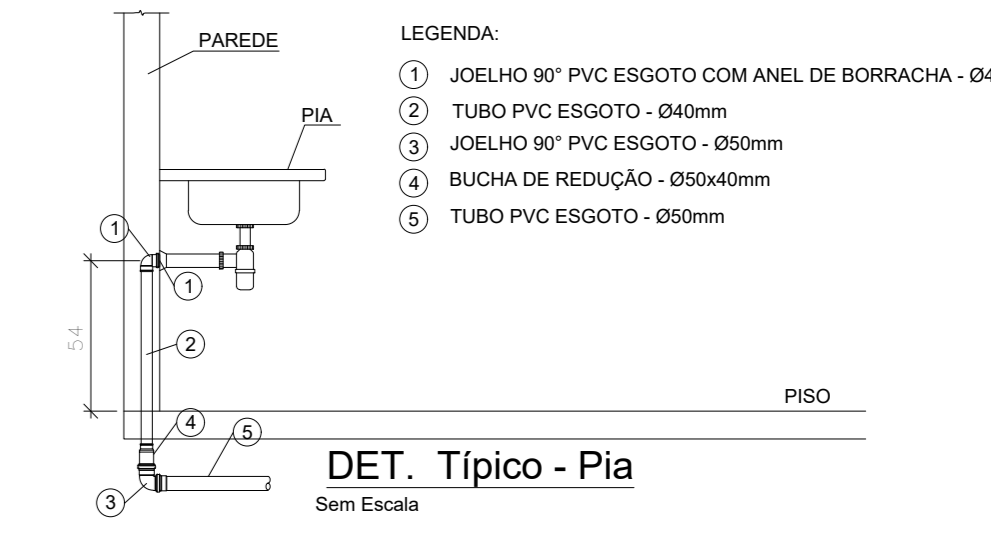 PAREDE
PIA
LEGENDA:
1 JOELHO 90° PVC ESGOTO COM ANEL DE BORRACHA - Ø4
2 TUBO PVC ESGOTO - Ø40mm
3 JOELHO 90° PVC ESGOTO - Ø50mm
4 BUCHA DE REDUÇÃO - Ø50x40mm
5 TUBO PVC ESGOTO - Ø50mm
1
1
54
2
PISO
4
5
3
DET. Típico - Pia
Sem Escala